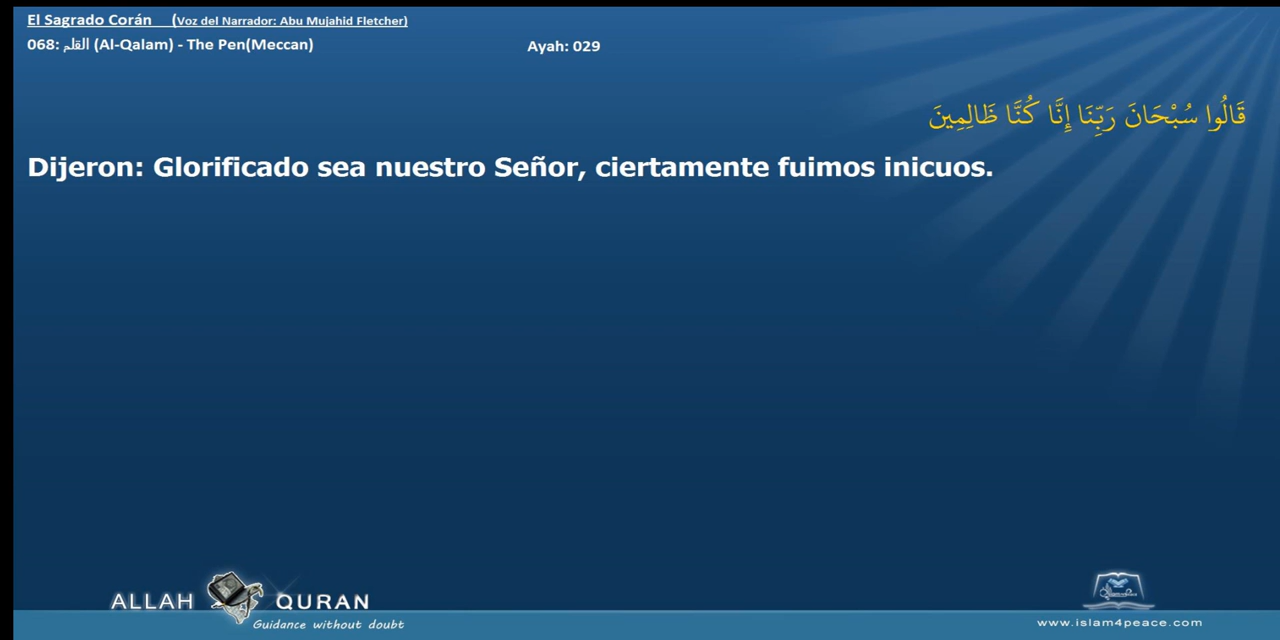 El Sagrado Corán (Voz del Narrador: Abu Mujahid Fletcher)
068: القلم (Al-Qalam) - The Pen(Meccan)
Ayah: 029
قَالُوا سُبْحَانَ رَبِّنَا إِنَّا كُنَّا ظَالِمِينَ
Dijeron: Glorificado sea nuestro Señor, ciertamente fuimos inicuos.
ALLAH QURAN
Guidance without doubt
www.islam4peace.com